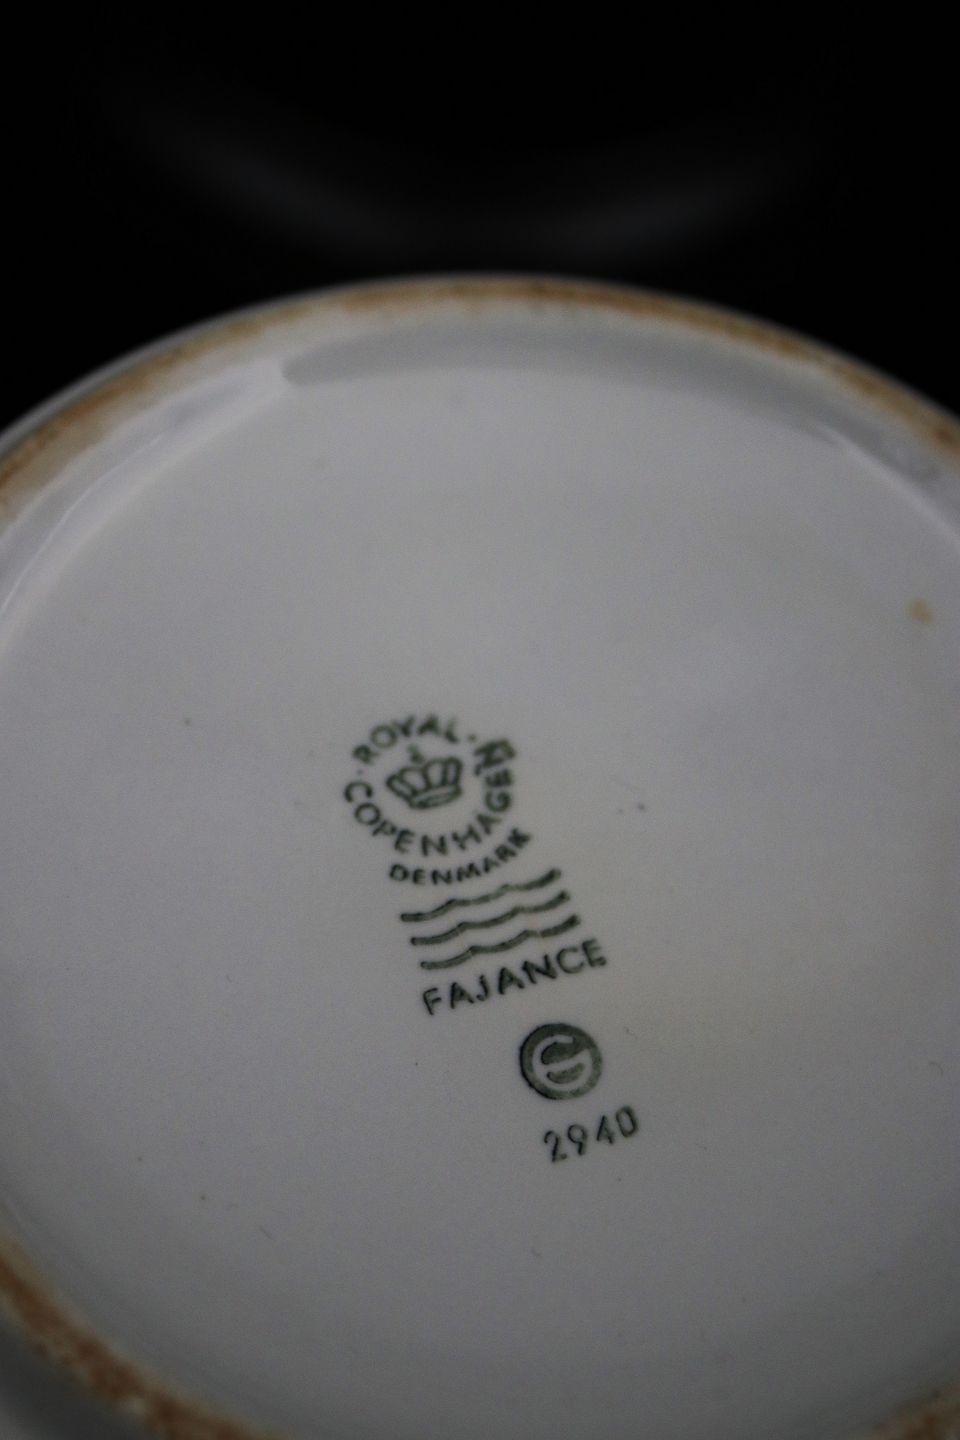 ROYAL · COPENHAGEN ·
DENMARK
FAJANCE
2940